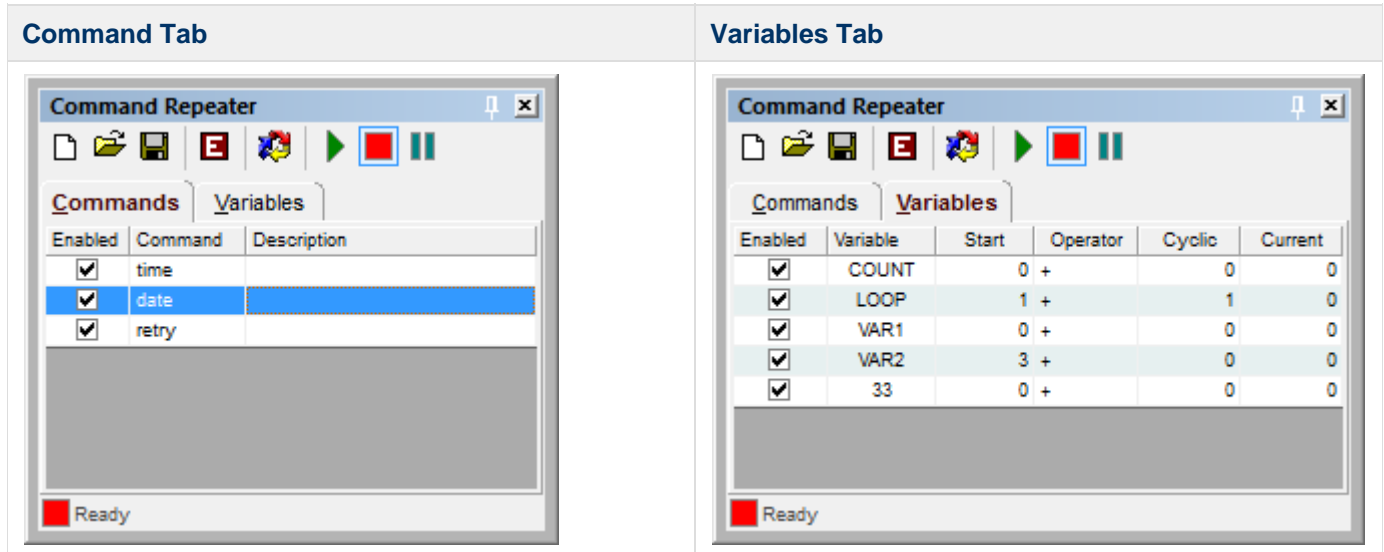 Command Tab
Variables Tab
Command Repeater
E
Commands Variables
Enabled Command Description
time
date
retry
Ready
Command Repeater
E
Commands Variables
Enabled Variable Start Operator Cyclic Current
COUNT 0 + 0 0
LOOP 1 + 1 0
VAR1 0 + 0 0
VAR2 3 + 0 0
33 0 + 0 0
Ready